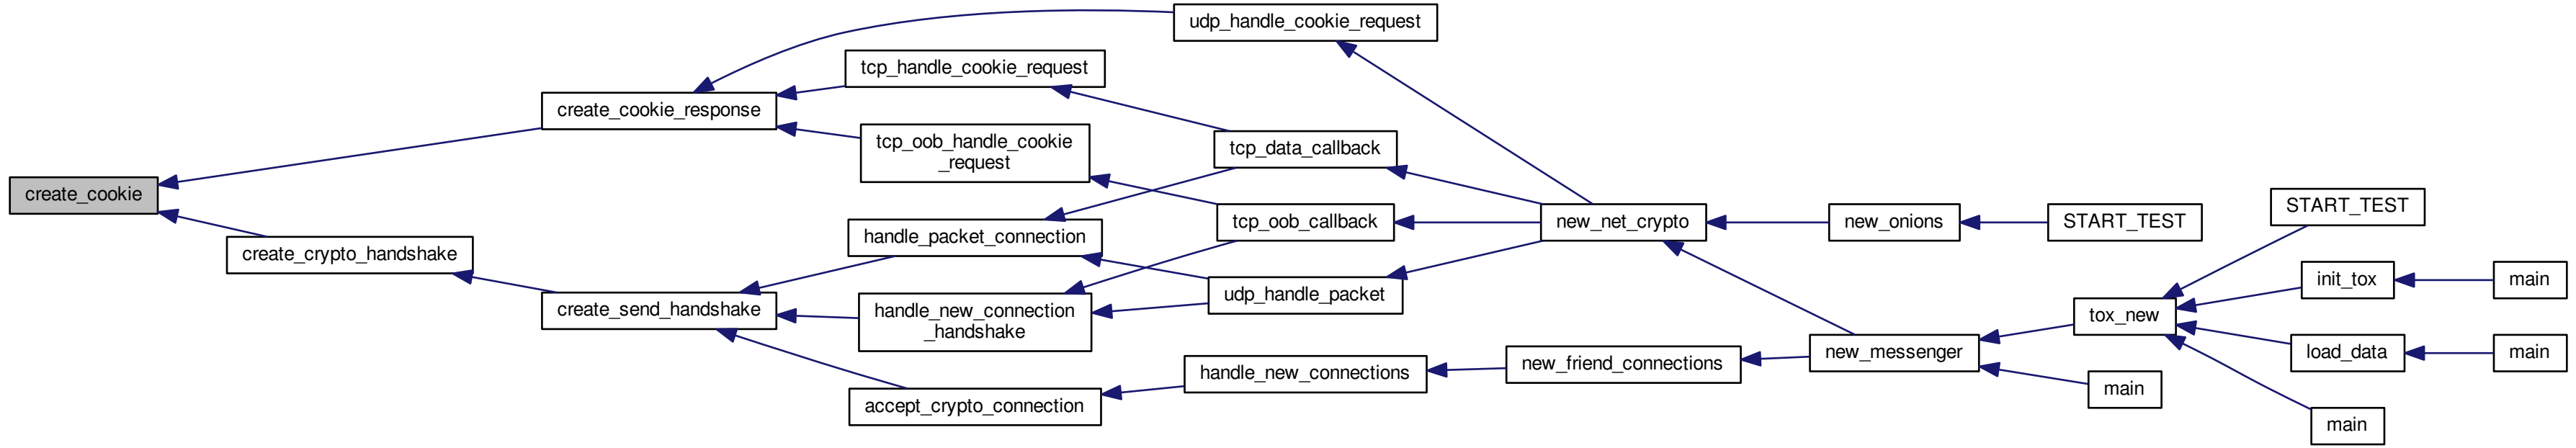 create_cookie
create_cookie_response
create_crypto_handshake
create_send_handshake
udp_handle_cookie_request
tcp_handle_cookie_request
tcp_oob_handle_cookie
_request
handle_packet_connection
handle_new_connection
_handshake
accept_crypto_connection
tcp_data_callback
tcp_oob_callback
udp_handle_packet
handle_new_connections
new_net_crypto
new_friend_connections
new_onions
new_messenger
START_TEST
tox_new
main
START_TEST
init_tox
load_data
main
main
main